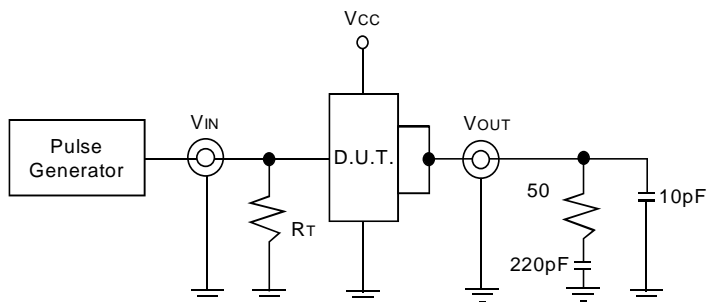 VCC
VIN
VOUT
Pulse
Generator
D.U.T.
RT
50
10pF
220pF